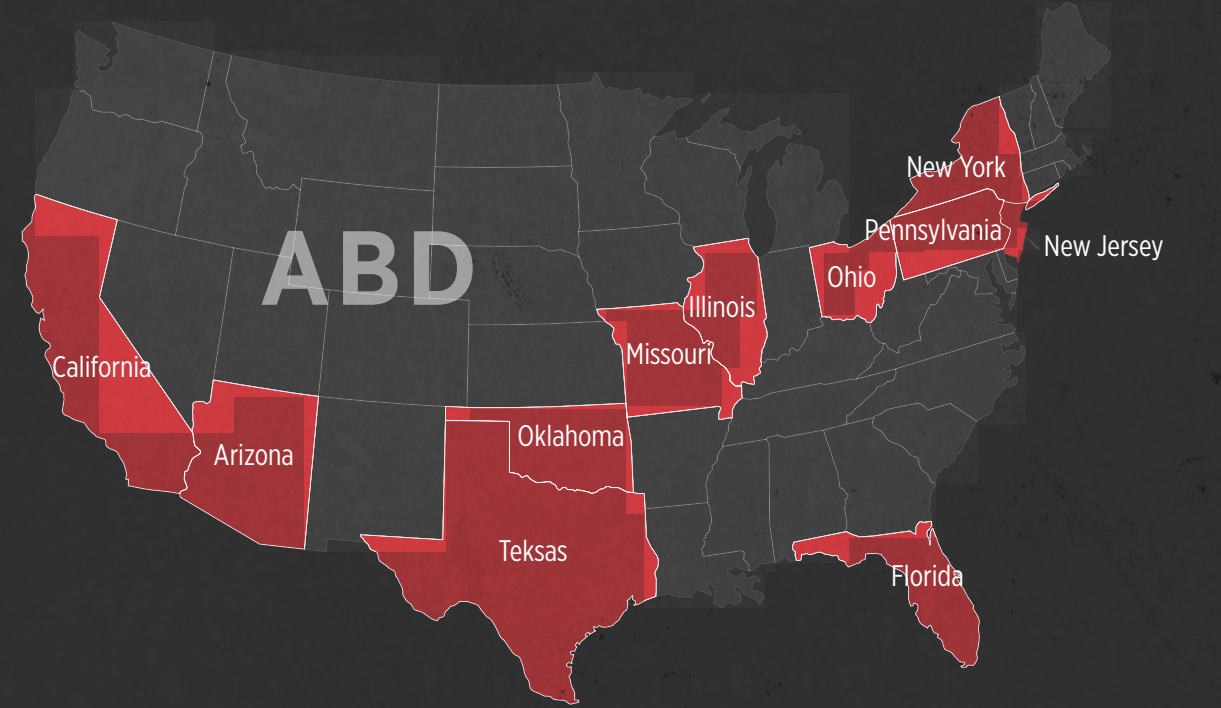 New York
Pennsylvania
New Jersey
ABD
Ohio
Illinois
Missouri
California
Oklahoma
Arizona
Teksas
Florida